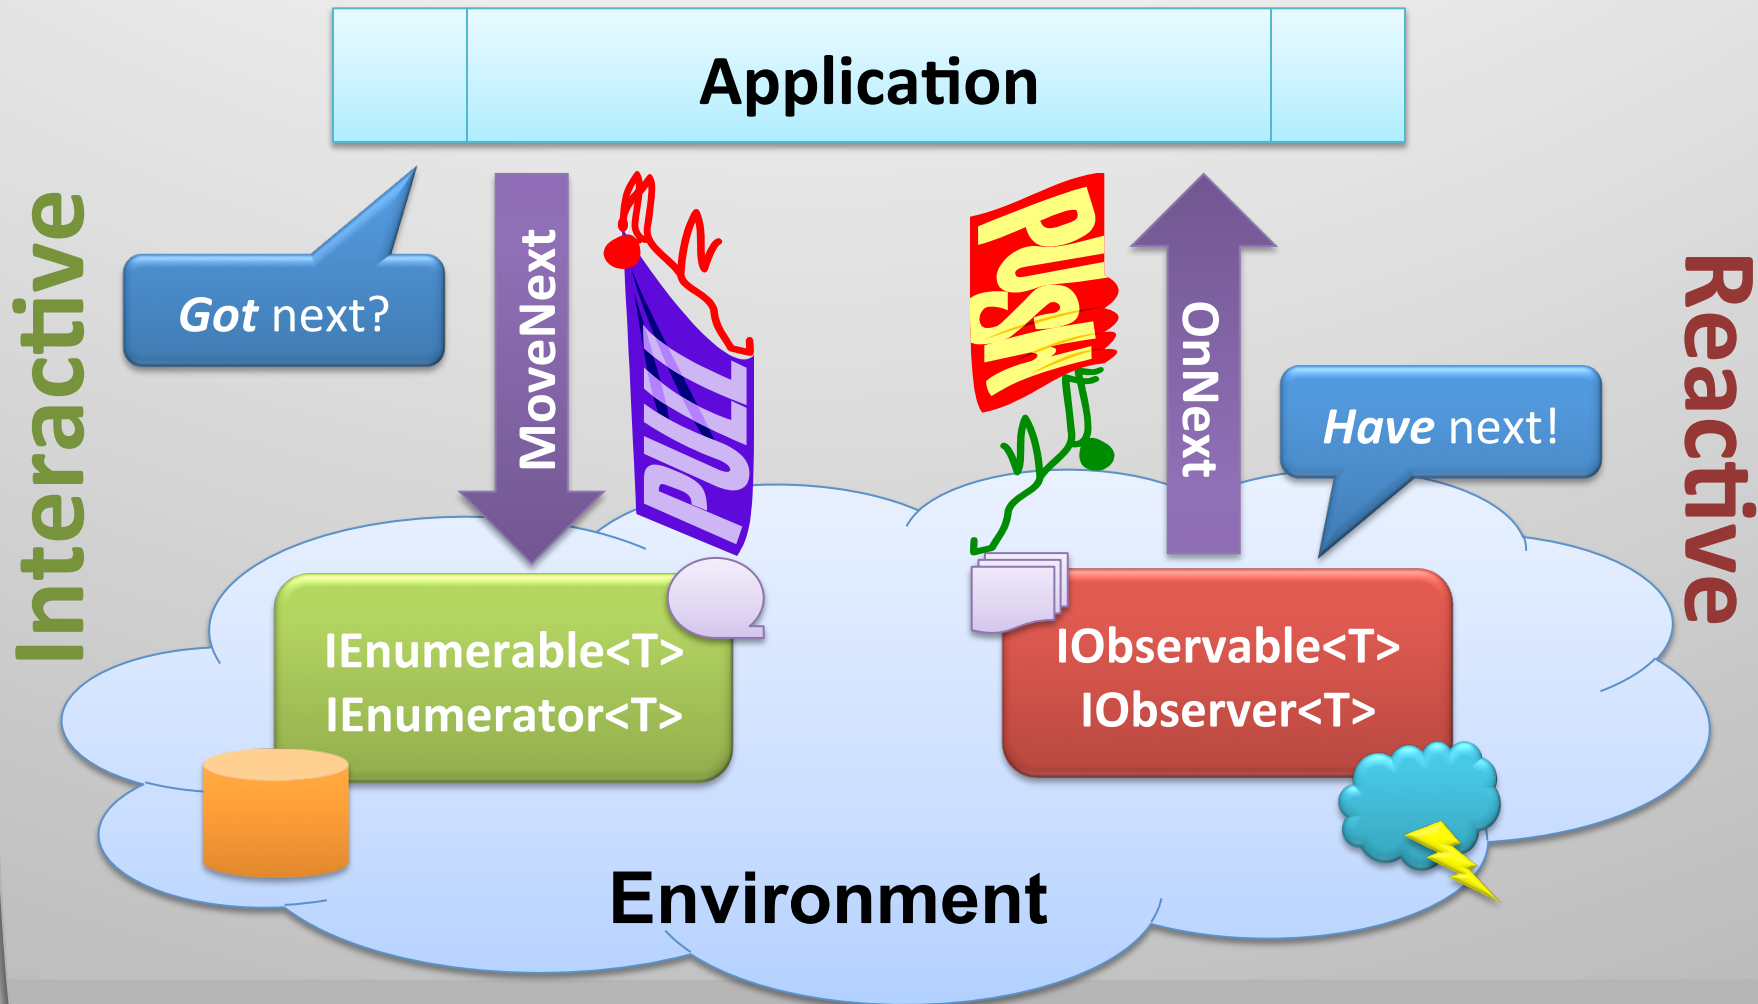 Application
Interactive
Got next?
MoveNext
PULL
PUSH
OnNext
Have next!
Reactive
IEnumerable<T>
IEnumerator<T>
IObservable<T>
IObserver<T>
Environment